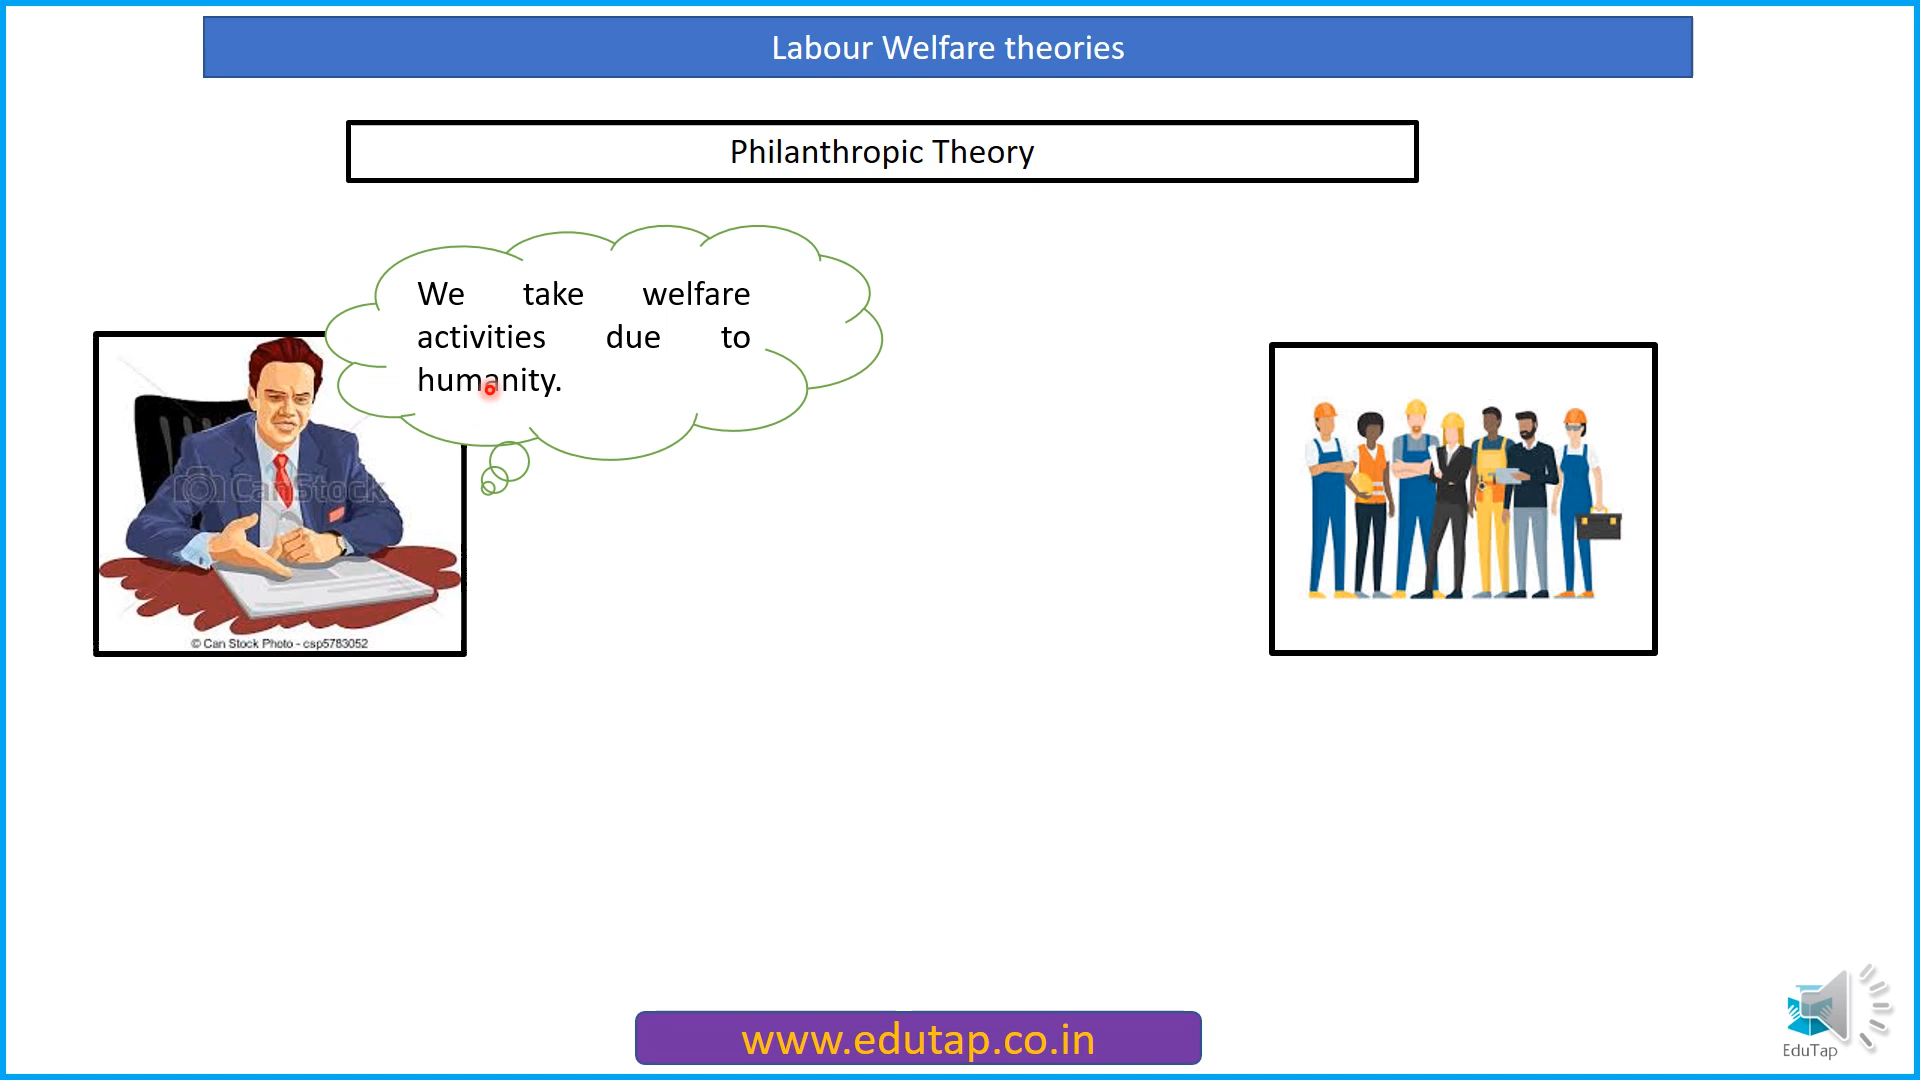 Labour Welfare theories
Philanthropic Theory
We take welfare
activities due to
humanity.
CanStock
© Can Stock Photo - csp5783052
www.edutap.co.in
EduTap